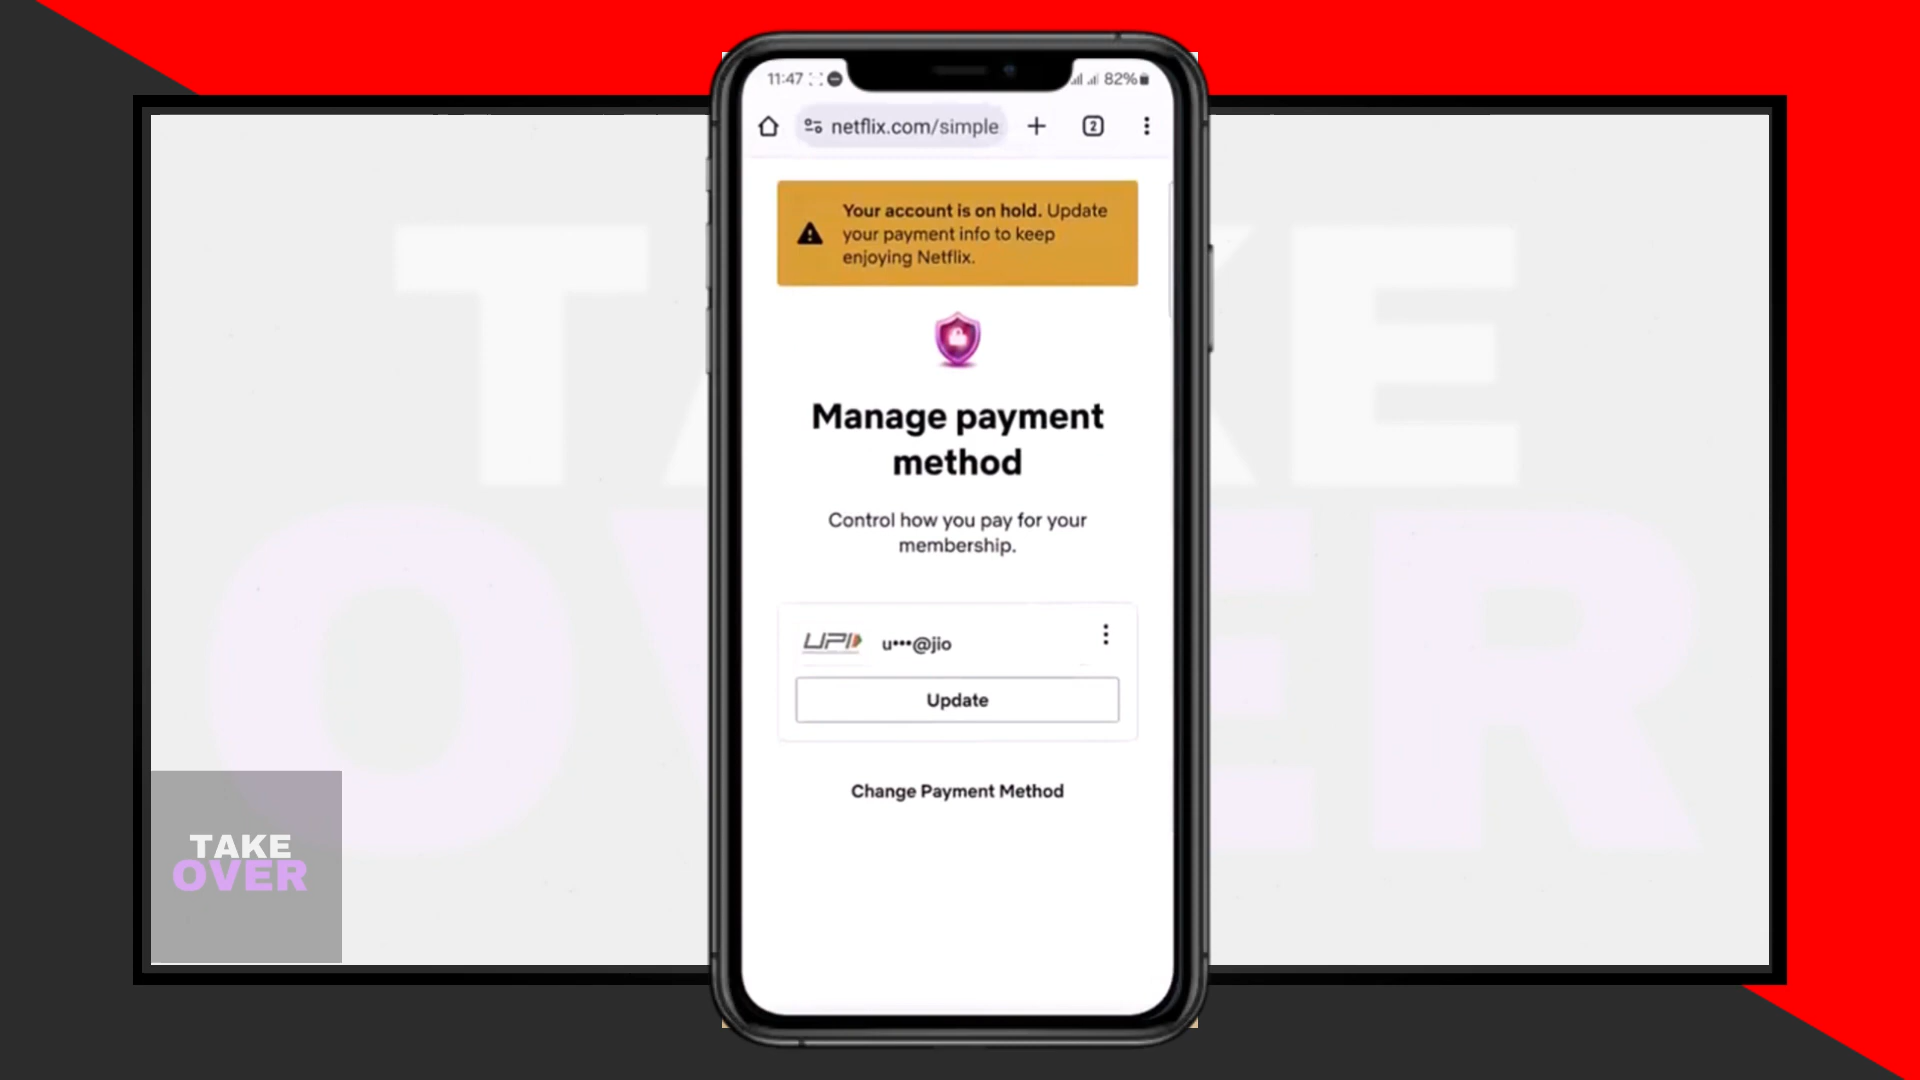 11:47
82%
netflix.com/simple
2
Your account is on hold. Update
your payment info to keep
enjoying Netflix.
Manage payment
method
Control how you pay for your
membership.
UPI u•••@jio
Update
Change Payment Method
TAKE
OVER
TAKE
OVER